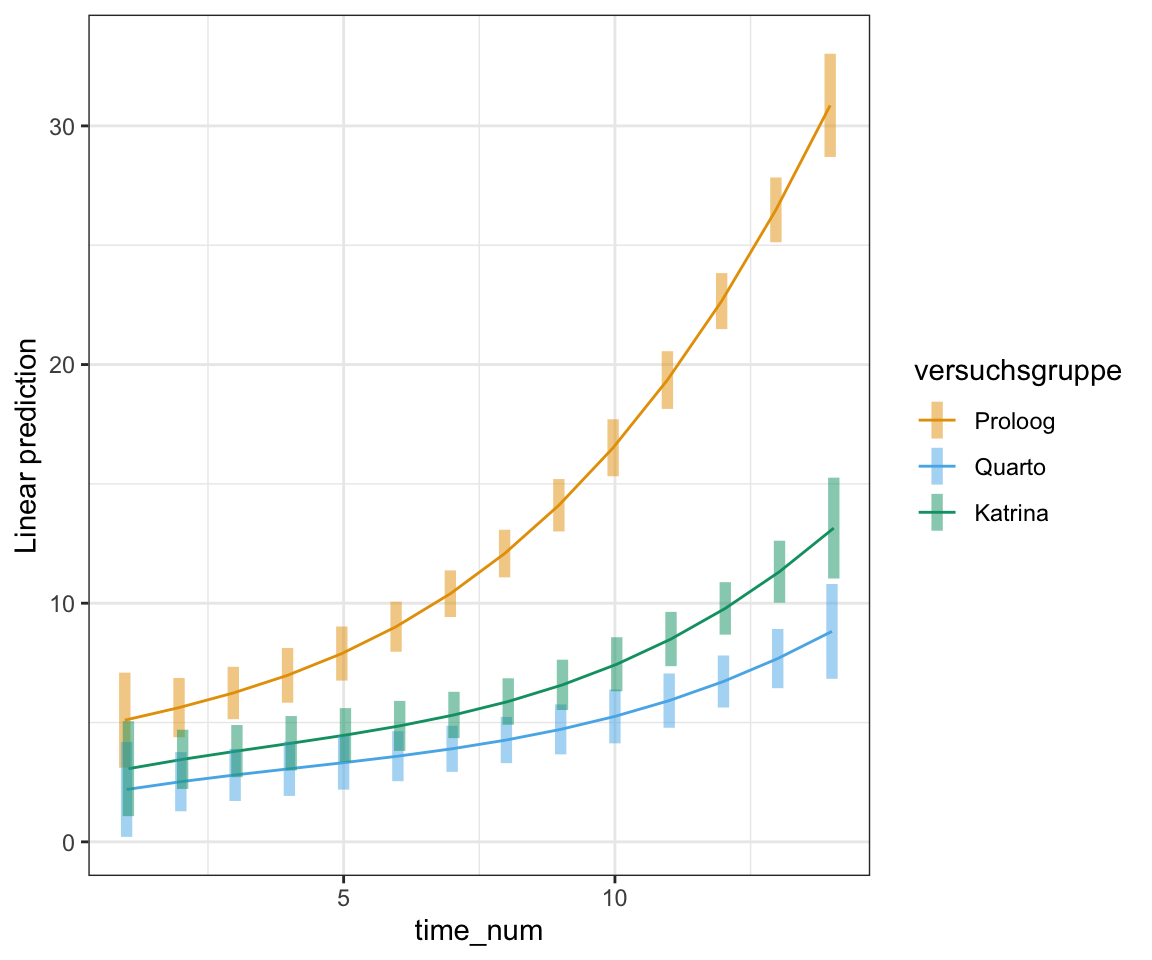 30
20
10
0
Linear prediction
5
10
time_num
versuchsgruppe
Proloog
Quarto
Katrina